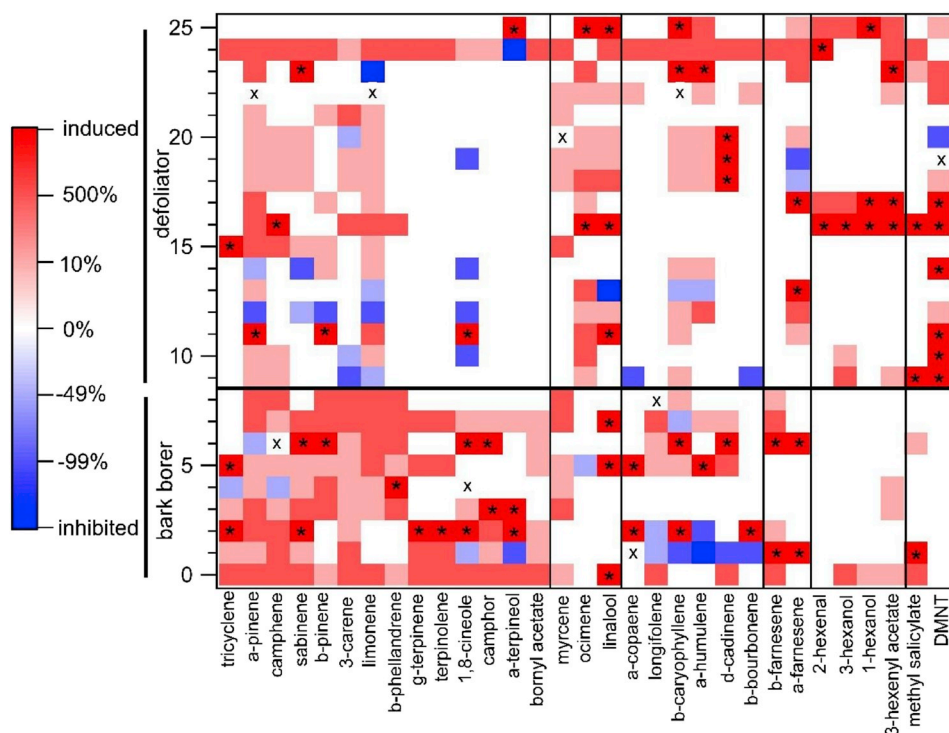 induced
500%
10%
0%
-49%
-99%
inhibited
defoliator
bark borer
25
20
15
10
5
0
* * * * *
*
* * * *
x x x
x *
*
* x
*
* * * *
* * * * * * * * *
*
*
*
* * * * *
*
* *
x
*
x * * * * * * * *
* * * *
* x
* *
* * * * * * * * *
x * * *
*
tricyclene
a-pinene
camphene
sabinene
b-pinene
3-carene
limonene
b-phellandrene
g-terpinene
terpinolene
1,8-cineole
camphor
a-terpineol
bornyl acetate
myrcene
ocimene
linalool
a-copaene
longifolene
b-caryophyllene
a-humulene
d-cadinene
b-bourbonene
b-farnesene
a-farnesene
2-hexenal
3-hexanol
1-hexanol
3-hexenyl acetate
methyl salicylate
DMNT